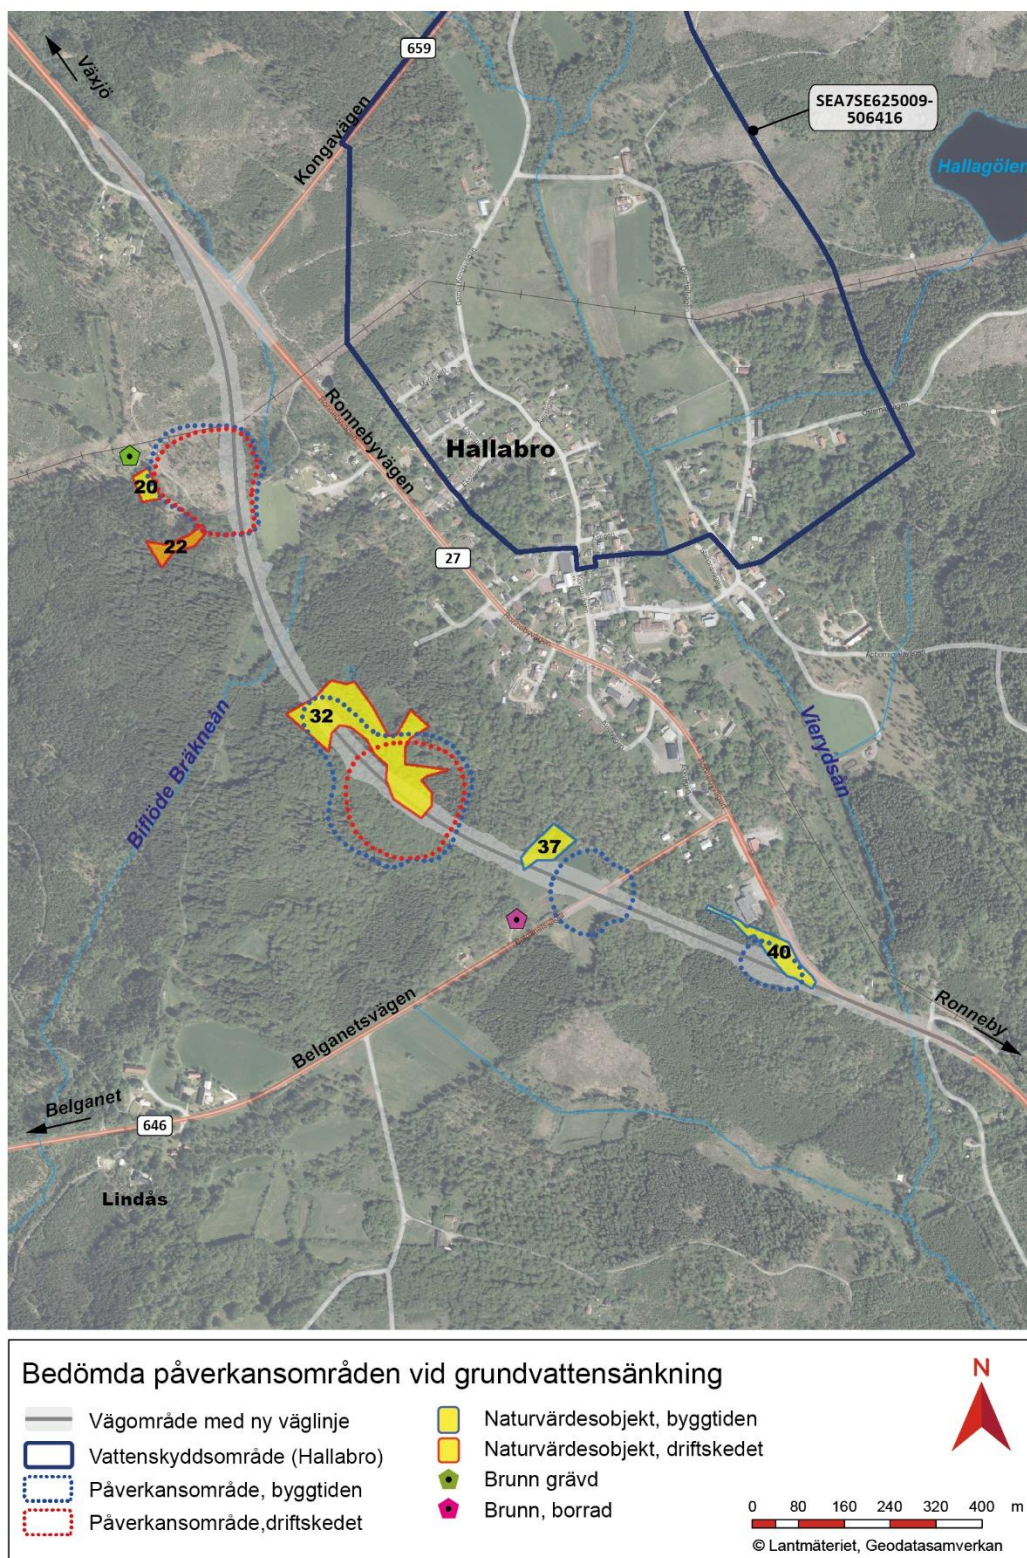 Växjö
659
Kongavägen
SEA7SE625009-
506416
Hallagölen
Ronnebyvägen
Hallabro
20
22
27
32
Biflöde Bräkneån
Vierydsån
37
40
Ronneby
Belganetsvägen
Belganet
646
Lindås
Bedömda påverkansområden vid grundvattensänkning
Vägområde med ny väglinje
Vattenskyddsområde (Hallabro)
Påverkansområde, byggtiden
Påverkansområde,driftskedet
Naturvärdesobjekt, byggtiden
Naturvärdesobjekt, driftskedet
Brunn grävd
Brunn, borrad
N
0 80 160 240 320 400 m
© Lantmäteriet, Geodatasamverkan